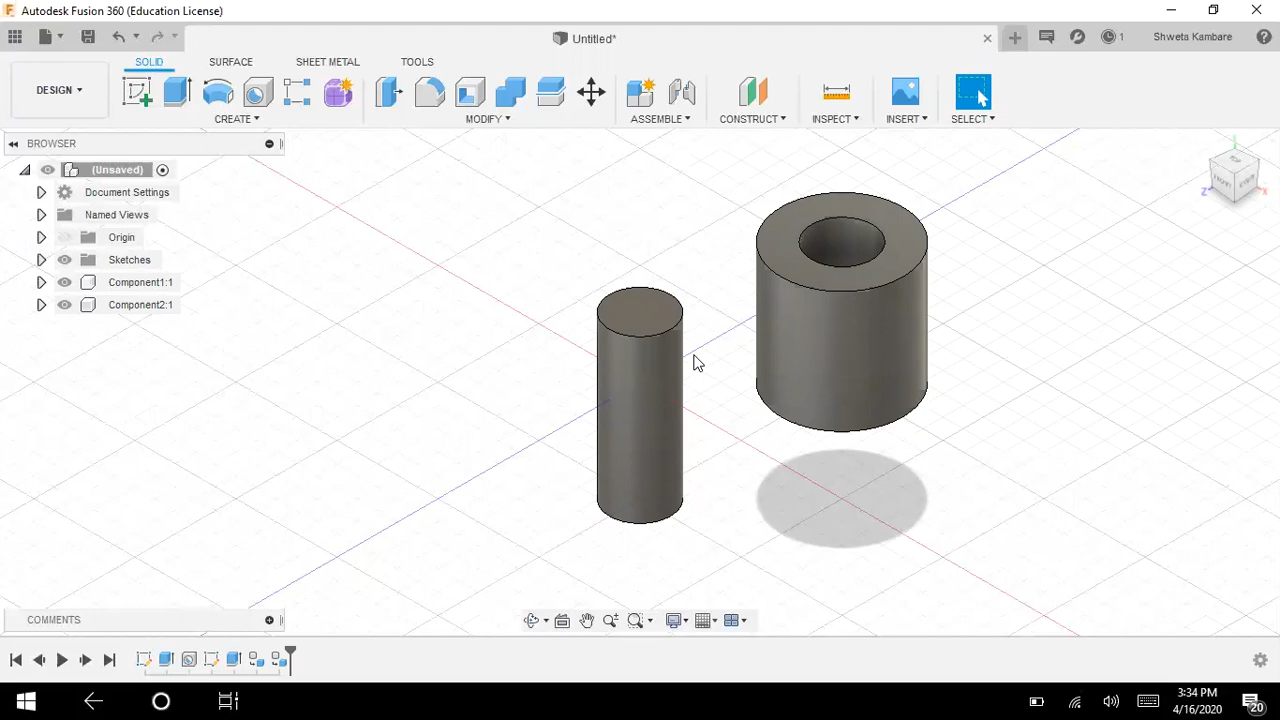 Autodesk Fusion 360 (Education License)
Untitled*
1
Shweta Kambare
DESIGN
SOLID
SURFACE
SHEET METAL
TOOLS
CREATE
MODIFY
ASSEMBLE
CONSTRUCT
INSPECT
INSERT
SELECT
BROWSER
(Unsaved)
Document Settings
Named Views
Origin
Sketches
Component1:1
Component2:1
Z
X
COMMENTS
3:34 PM
4/16/2020
20